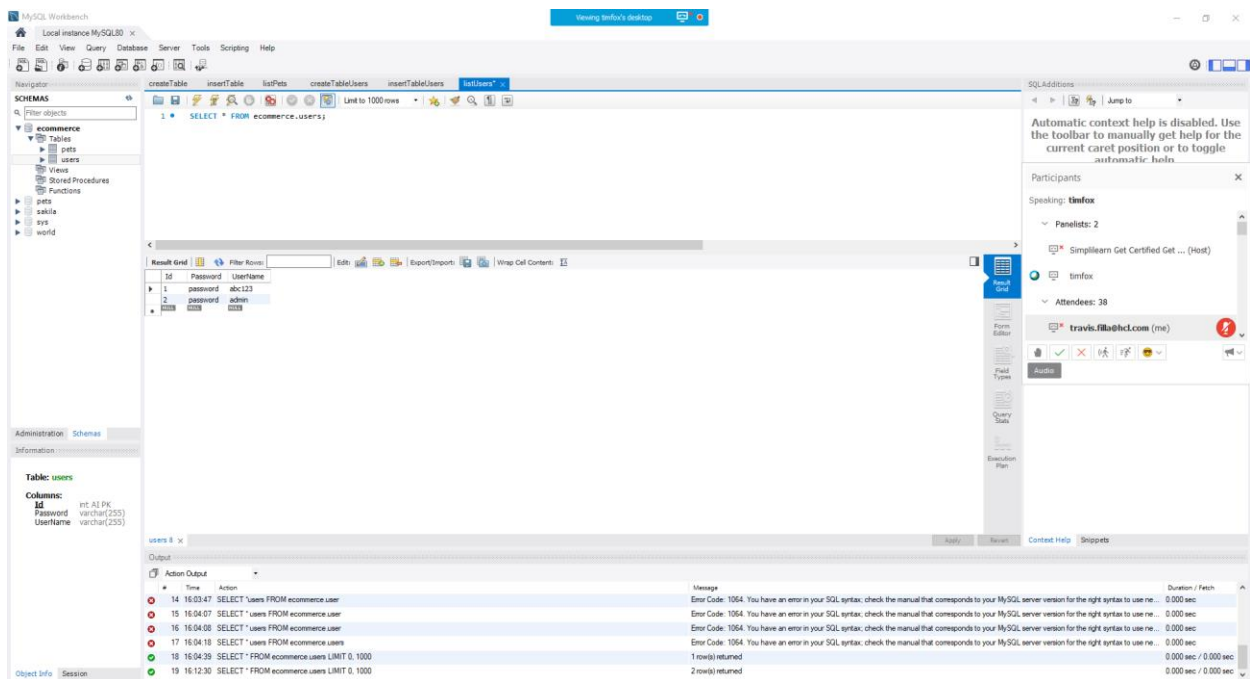 MySQL Workbench
Viewing timfox's desktop
Local instance MySQL80 ×
File Edit View Query Database Server Tools Scripting Help
Navigator
SCHEMAS
Filter objects
ecommerce
Tables
pets
users
Views
Stored Procedures
Functions
pets
sakila
sys
world
Administration Schemas
Information
Table: users
Columns:
Id int AI PK
Password varchar(255)
UserName varchar(255)
Object Info Session
createTable insertTable listPets createTableUsers insertTableUsers listUsers* ×
Limit to 1000 rows
1 SELECT * FROM ecommerce.users;
Result Grid Filter Rows: Edit: Export/Import: Wrap Cell Content:
Id Password UserName
1 password abc123
2 password admin
NULL NULL NULL
Result Grid
Form Editor
Field Types
Query Stats
Execution Plan
users 8 ×
Apply Revert
Output
Action Output
# Time Action Message Duration / Fetch
14 16:03:47 SELECT *users FROM ecommerce.user Error Code: 1064. You have an error in your SQL syntax; check the manual that corresponds to your MySQL server version for the right syntax to use ne... 0.000 sec
15 16:04:07 SELECT * users FROM ecommerce.user Error Code: 1064. You have an error in your SQL syntax; check the manual that corresponds to your MySQL server version for the right syntax to use ne... 0.000 sec
16 16:04:08 SELECT * users FROM ecommerce.user Error Code: 1064. You have an error in your SQL syntax; check the manual that corresponds to your MySQL server version for the right syntax to use ne... 0.000 sec
17 16:04:18 SELECT * users FROM ecommerce.users Error Code: 1064. You have an error in your SQL syntax; check the manual that corresponds to your MySQL server version for the right syntax to use ne... 0.000 sec
18 16:04:39 SELECT * FROM ecommerce.users LIMIT 0, 1000 1 row(s) returned 0.000 sec / 0.000 sec
19 16:12:30 SELECT * FROM ecommerce.users LIMIT 0, 1000 2 row(s) returned 0.000 sec / 0.000 sec
SQLAdditions
Jump to
Automatic context help is disabled. Use
the toolbar to manually get help for the
current caret position or to toggle
automatic help
Participants ×
Speaking: timfox
Panelists: 2
Simplilearn Get Certified Get ... (Host)
timfox
Attendees: 38
travis.filla@hcl.com (me)
Audio
Context Help Snippets